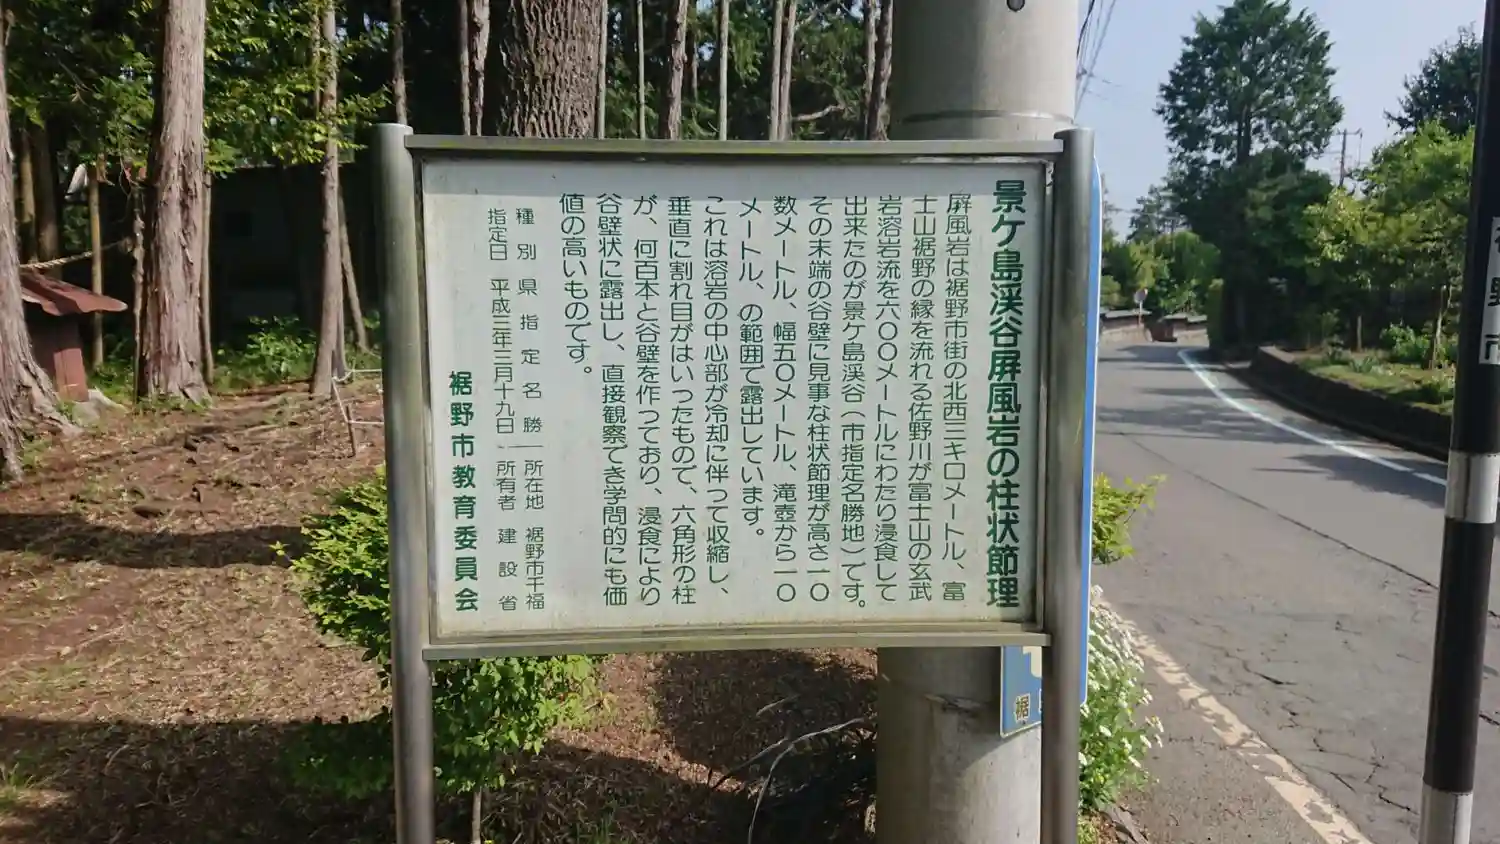 景ケ島渓谷屏風岩の柱状節理
屏風岩は裾野市街の北西三キロメートル、富
士山裾野の縁を流れる佐野川が富士山の玄武
岩溶岩流を六〇〇メートルにわたり浸食して
出来たのが景ケ島渓谷(市指定名勝地)です。
その末端の谷壁に見事な柱状節理が高さ一〇
数メートル、幅五〇メートル、滝壺から一〇
メートル、の範囲で露出しています。
これは溶岩の中心部が冷却に伴って収縮し、
垂直に割れ目がはいったもので、六角形の柱
が、何百本と谷壁を作っており、浸食により
谷壁状に露出し、直接観察でき学問的にも価
値の高いものです。
種別 県指定名勝 所在地 裾野市千福
指定日 平成三年三月十九日 所有者 建設省
裾野市教育委員会
裾
裾野市